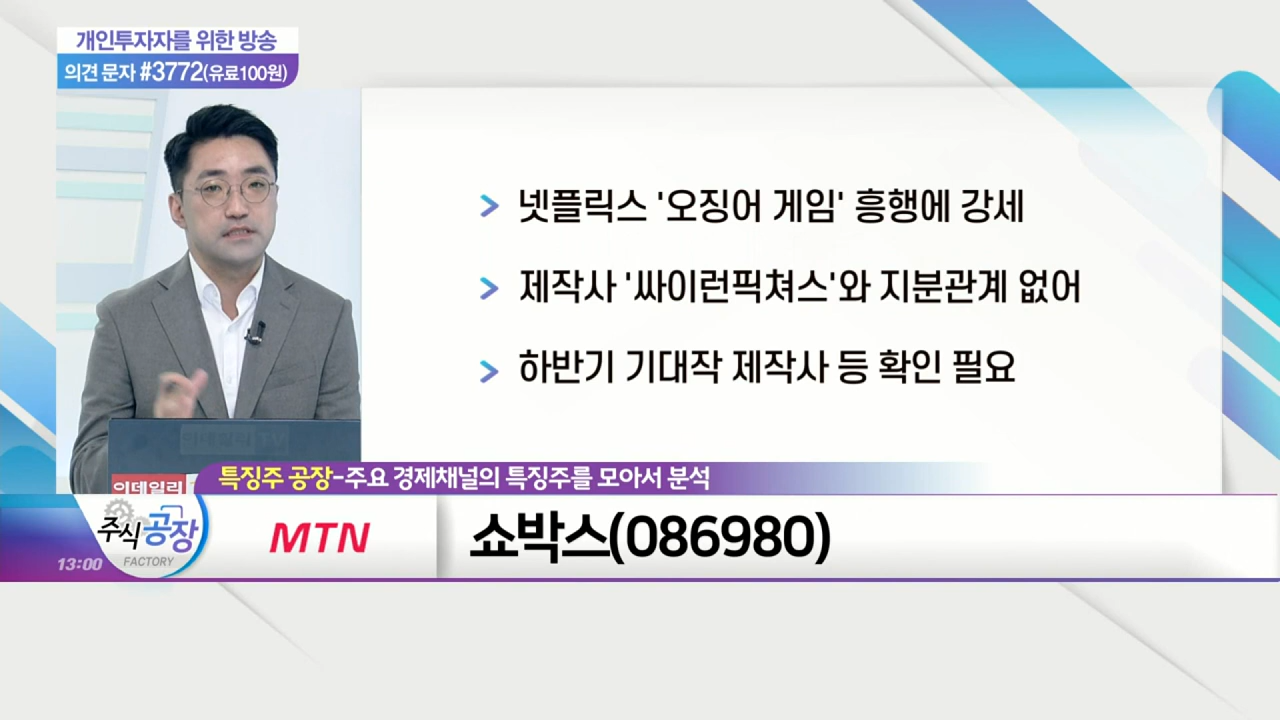 개인투자자를 위한 방송
의견 문자 #3772(유료100원)
넷플릭스 '오징어 게임' 흥행에 강세
제작사 '싸이런픽쳐스'와 지분관계 없어
하반기 기대작 제작사 등 확인 필요
이데일리 TV
이데일리
특징주 공장-주요 경제채널의 특징주를 모아서 분석
주식공장
FACTORY
13:00
MTN
쇼박스(086980)